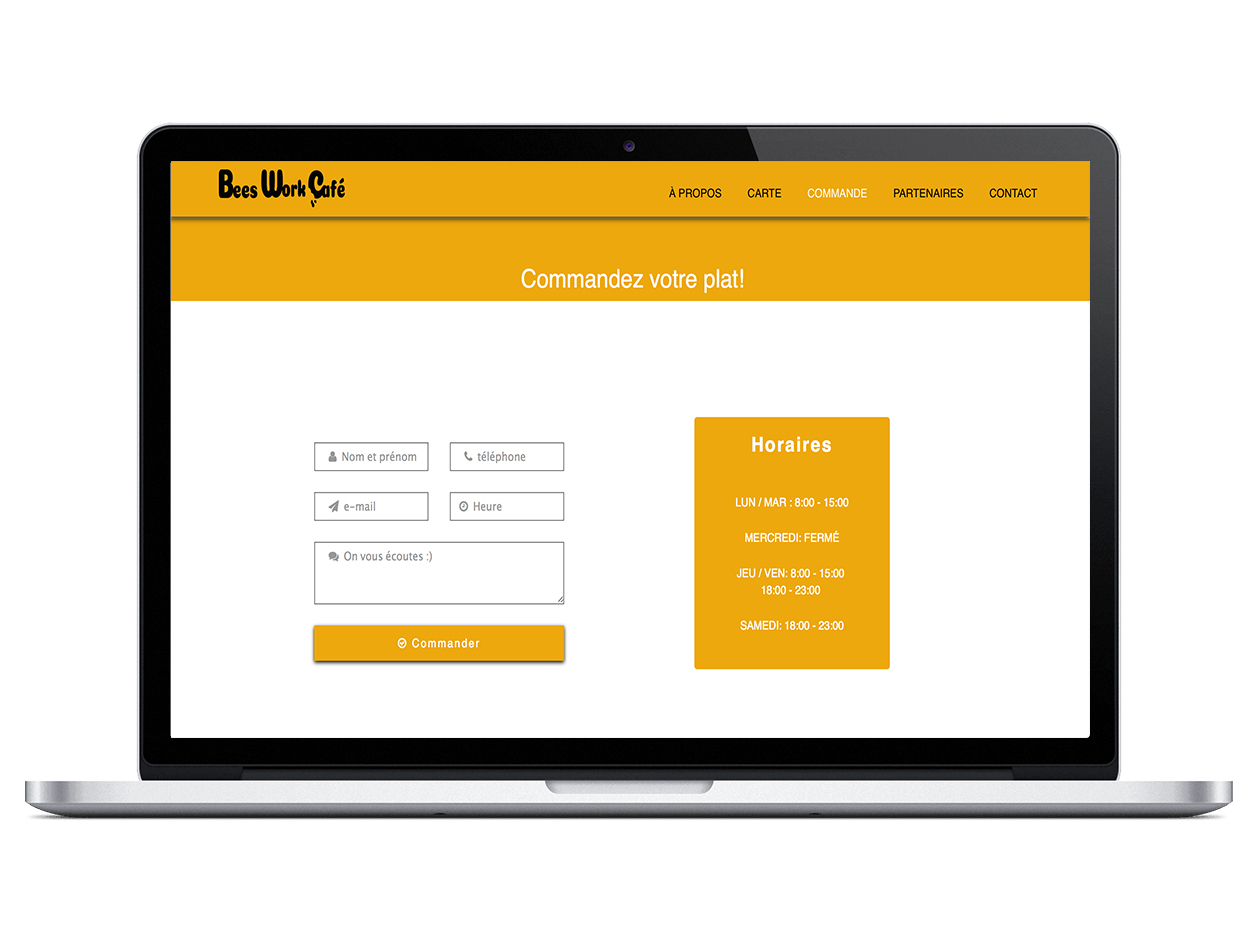 Bees Work Café
À PROPOS CARTE COMMANDE PARTENAIRES CONTACT
Commandez votre plat!
Nom et prénom téléphone
e-mail Heure
On vous écoutes :)
Commander
Horaires
LUN / MAR : 8:00 - 15:00
MERCREDI: FERMÉ
JEU / VEN: 8:00 - 15:00
18:00 - 23:00
SAMEDI: 18:00 - 23:00